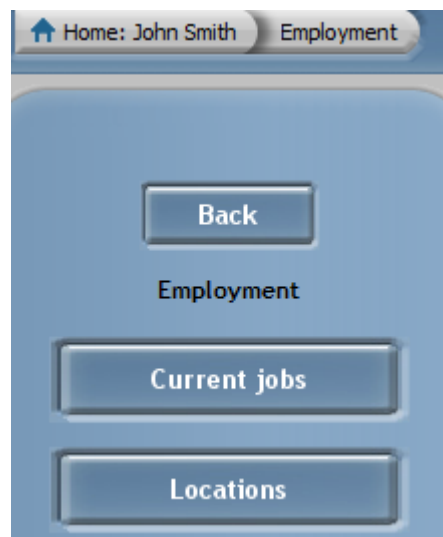 Home: John Smith Employment
Back
Employment
Current jobs
Locations